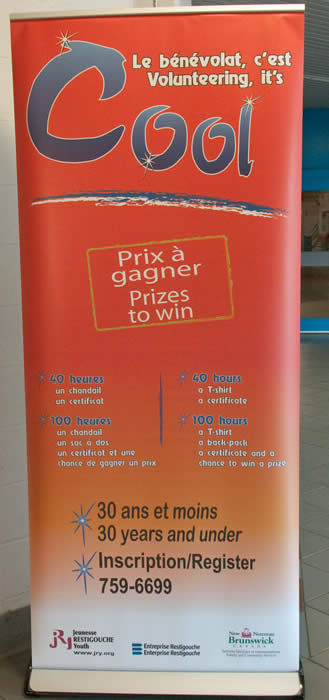 Le bénévolat, c'est
Volunteering, it's
Cool
Prix à
gagner
Prizes
to win
40 heures
un chandail
un certificat
100 heures
un chandail
un sac à dos
un certificat et une
chance de gagner un prix
40 hours
a T-shirt
a certificate
100 hours
a T-shirt
a back-pack
a certificate and a
chance to win a prize
30 ans et moins
30 years and under
Inscription/Register
759-6699
JRY
Jeunesse
RESTIGOUCHE
Youth
www.jry.org
Enterprise Restigouche
Entreprise Restigouche
New Nouveau
Brunswick
CANADA